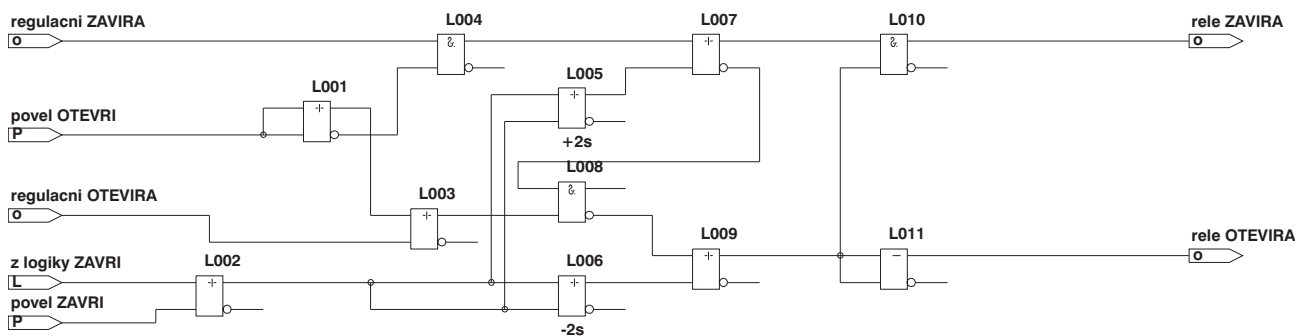 regulacni ZAVIRA
O
L004
&
L007
-|-
L010
&
rele ZAVIRA
O
L005
-|-
+2s
L001
-|-
povel OTEVRI
P
L008
&
regulacni OTEVIRA
O
L003
-|-
z logiky ZAVRI
L
L002
-|-
L006
-|-
-2s
L009
-|-
L011
–
rele OTEVIRA
O
povel ZAVRI
P